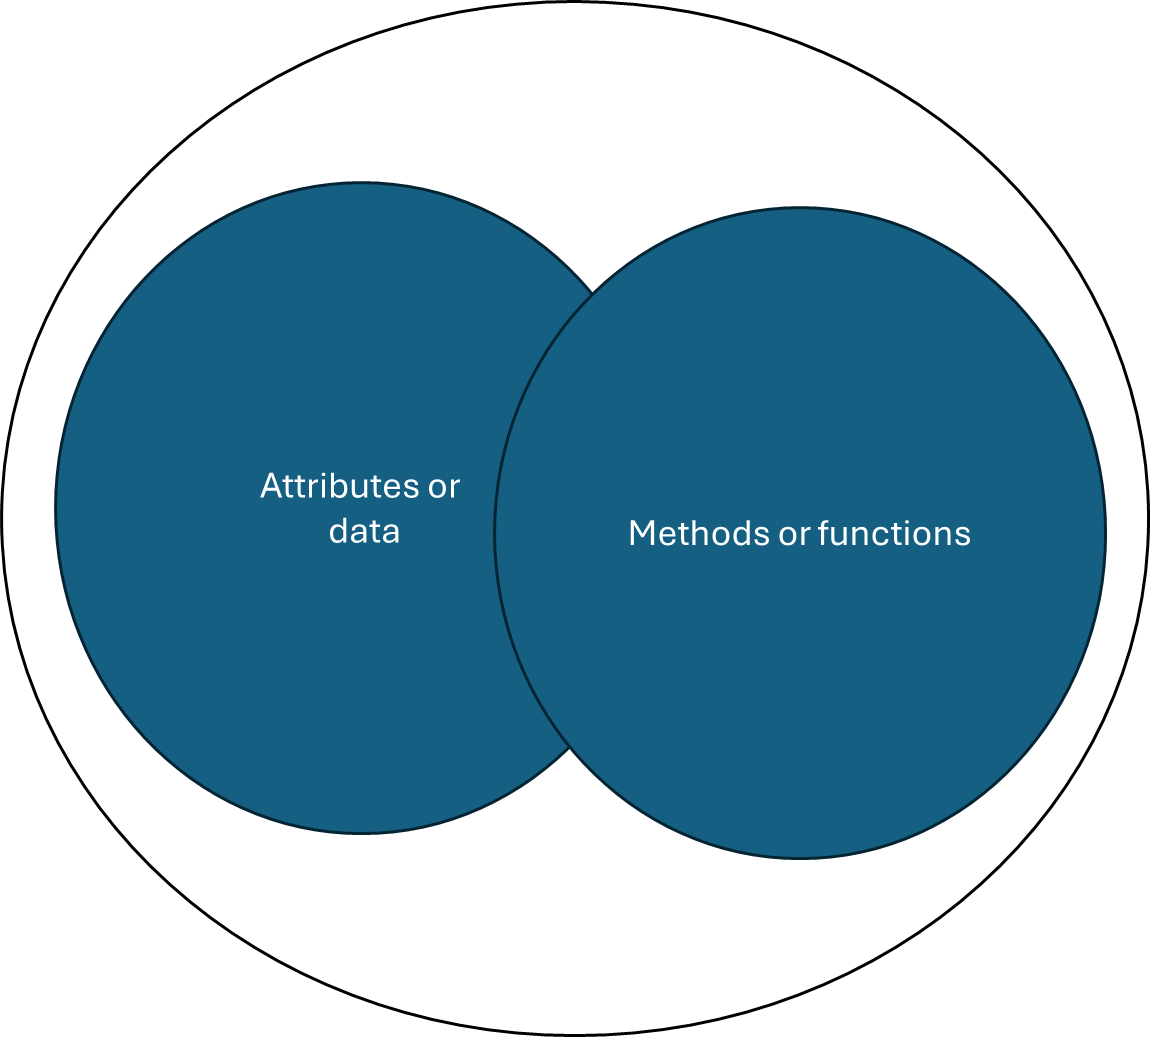 Attributes or
data
Methods or functions